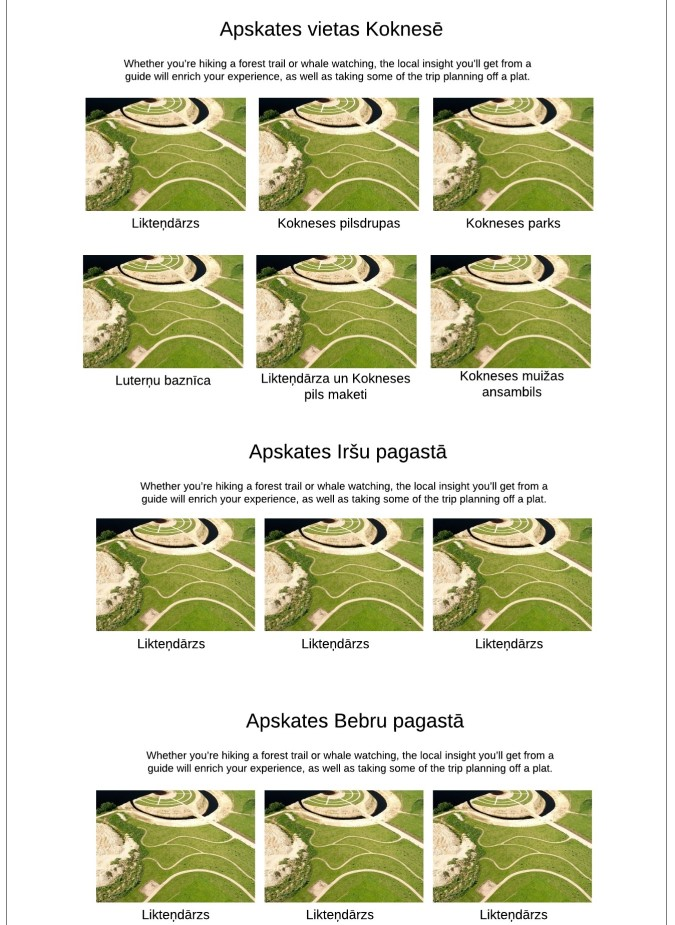 Apskates vietas Koknesē
Whether you're hiking a forest trail or whale watching, the local insight you'll get from a
guide will enrich your experience, as well as taking some of the trip planning off a plat.
Likteņdārzs
Kokneses pilsdrupas
Kokneses parks
Luterņu baznīca
Likteņdārza un Kokneses
pils maketi
Kokneses muižas
ansambils
Apskates Iršu pagastā
Whether you're hiking a forest trail or whale watching, the local insight you'll get from a
guide will enrich your experience, as well as taking some of the trip planning off a plat.
Likteņdārzs
Likteņdārzs
Likteņdārzs
Apskates Bebru pagastā
Whether you're hiking a forest trail or whale watching, the local insight you'll get from a
guide will enrich your experience, as well as taking some of the trip planning off a plat.
Likteņdārzs
Likteņdārzs
Likteņdārzs